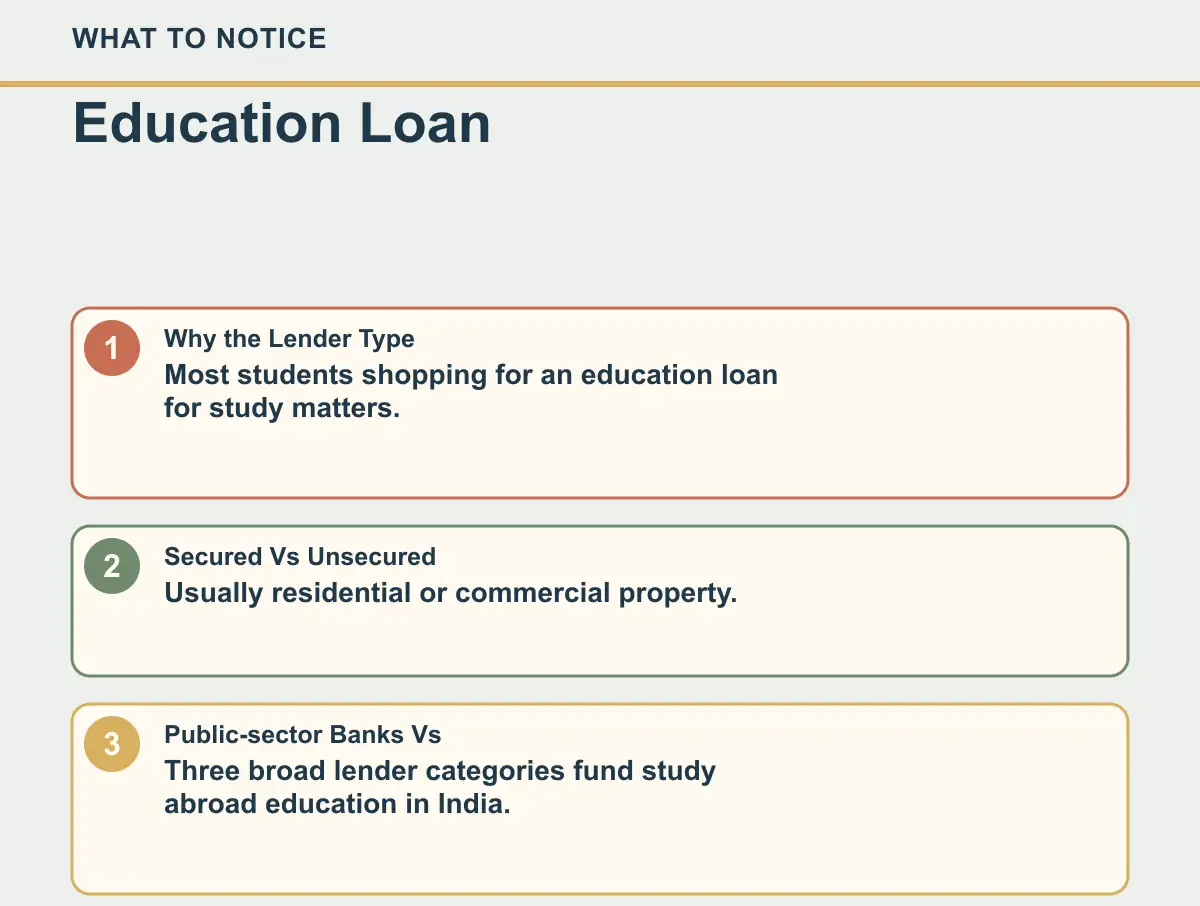 WHAT TO NOTICE
Education Loan
1
Why the Lender Type
Most students shopping for an education loan
for study matters.
2
Secured Vs Unsecured
Usually residential or commercial property.
3
Public-sector Banks Vs
Three broad lender categories fund study
abroad education in India.